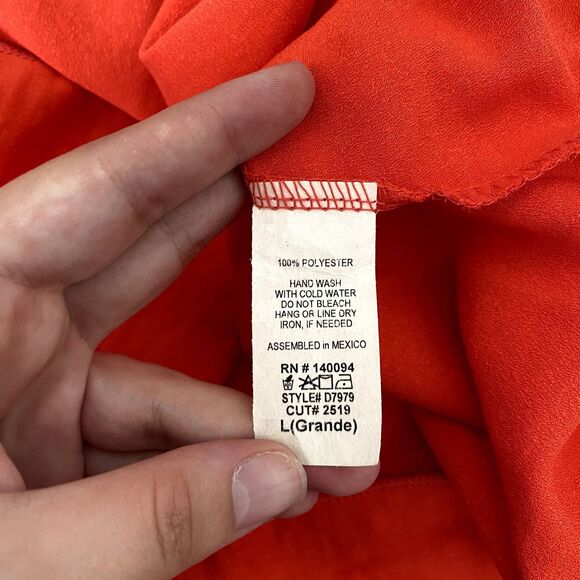 100% POLYESTER
HAND WASH
WITH COLD WATER
DO NOT BLEACH
HANG OR LINE DRY
IRON, IF NEEDED
ASSEMBLED in MEXICO
RN # 140094
STYLE# D7979
CUT# 2519
L(Grande)